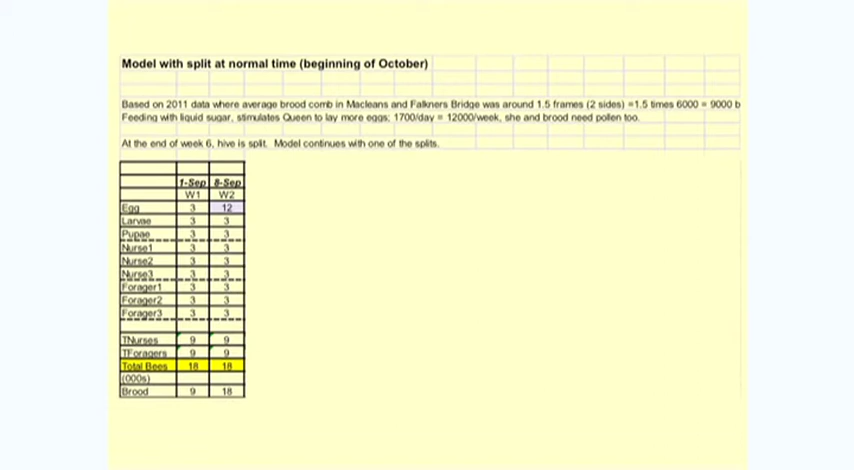 Model with split at normal time (beginning of October)
Based on 2011 data where average brood comb in Macleans and Falkners Bridge was around 1.5 frames (2 sides) =1.5 times 6000 = 9000 b
Feeding with liquid sugar, stimulates Queen to lay more eggs; 1700/day = 12000/week, she and brood need pollen too.
At the end of week 6, hive is split. Model continues with one of the splits.
1-Sep 8-Sep
W1 W2
Egg 3 12
Larvae 3 3
Pupae 3 3
Nurse1 3 3
Nurse2 3 3
Nurse3 3 3
Forager1 3 3
Forager2 3 3
Forager3 3 3
TNurses 9 9
TForagers 9 9
Total Bees 18 18
(000s)
Brood 9 18